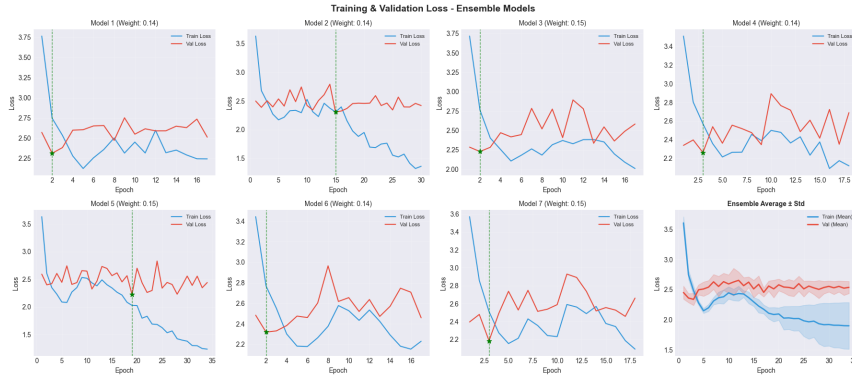 Training & Validation Loss - Ensemble Models
Model 1 (Weight: 0.14)
Train Loss
Val Loss
3.75
3.50
3.25
3.00
2.75
2.50
2.25
Loss
2 4 6 8 10 12 14 16
Epoch
Model 2 (Weight: 0.14)
Train Loss
Val Loss
3.5
3.0
2.5
2.0
1.5
Loss
0 5 10 15 20 25 30
Epoch
Model 3 (Weight: 0.15)
Train Loss
Val Loss
3.75
3.50
3.25
3.00
2.75
2.50
2.25
2.00
Loss
2 4 6 8 10 12 14 16
Epoch
Model 4 (Weight: 0.14)
Train Loss
Val Loss
3.50
3.25
3.00
2.75
2.50
2.25
Loss
2.5 5.0 7.5 10.0 12.5 15.0 17.5
Epoch
Model 5 (Weight: 0.15)
Train Loss
Val Loss
3.5
3.0
2.5
2.0
1.5
Loss
0 5 10 15 20 25 30 35
Epoch
Model 6 (Weight: 0.14)
Train Loss
Val Loss
3.4
3.2
3.0
2.8
2.6
2.4
2.2
Loss
2 4 6 8 10 12 14 16
Epoch
Model 7 (Weight: 0.15)
Train Loss
Val Loss
3.6
3.4
3.2
3.0
2.8
2.6
2.4
2.2
Loss
2.5 5.0 7.5 10.0 12.5 15.0 17.5
Epoch
Ensemble Average ± Std
Train (Mean)
Val (Mean)
3.5
3.0
2.5
2.0
1.5
Loss
0 5 10 15 20 25 30 35
Epoch